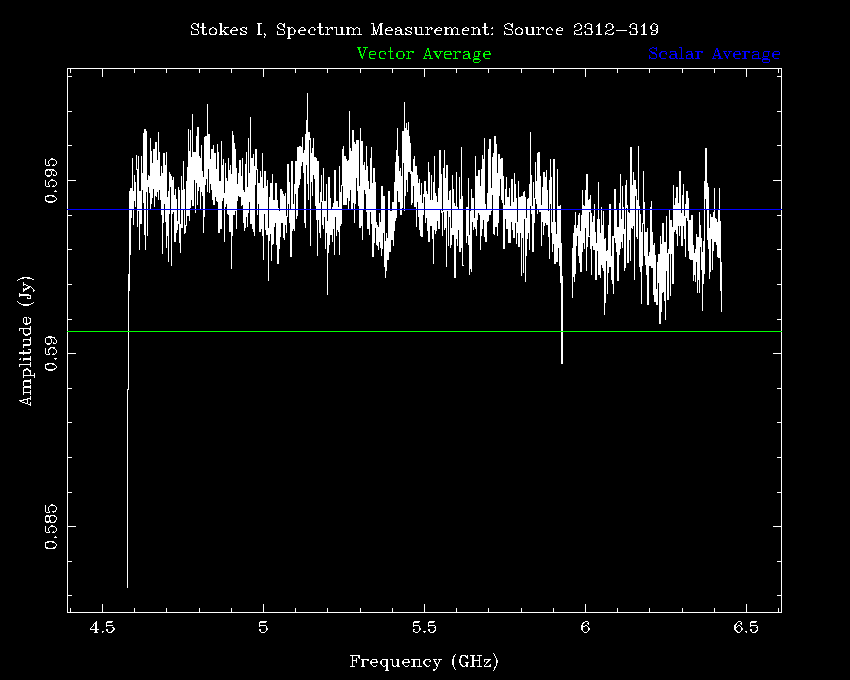 Stokes I, Spectrum Measurement: Source 2312-319
Vector Average
Scalar Average
Amplitude (Jy)
0.595
0.59
0.585
4.5 5 5.5 6 6.5
Frequency (GHz)